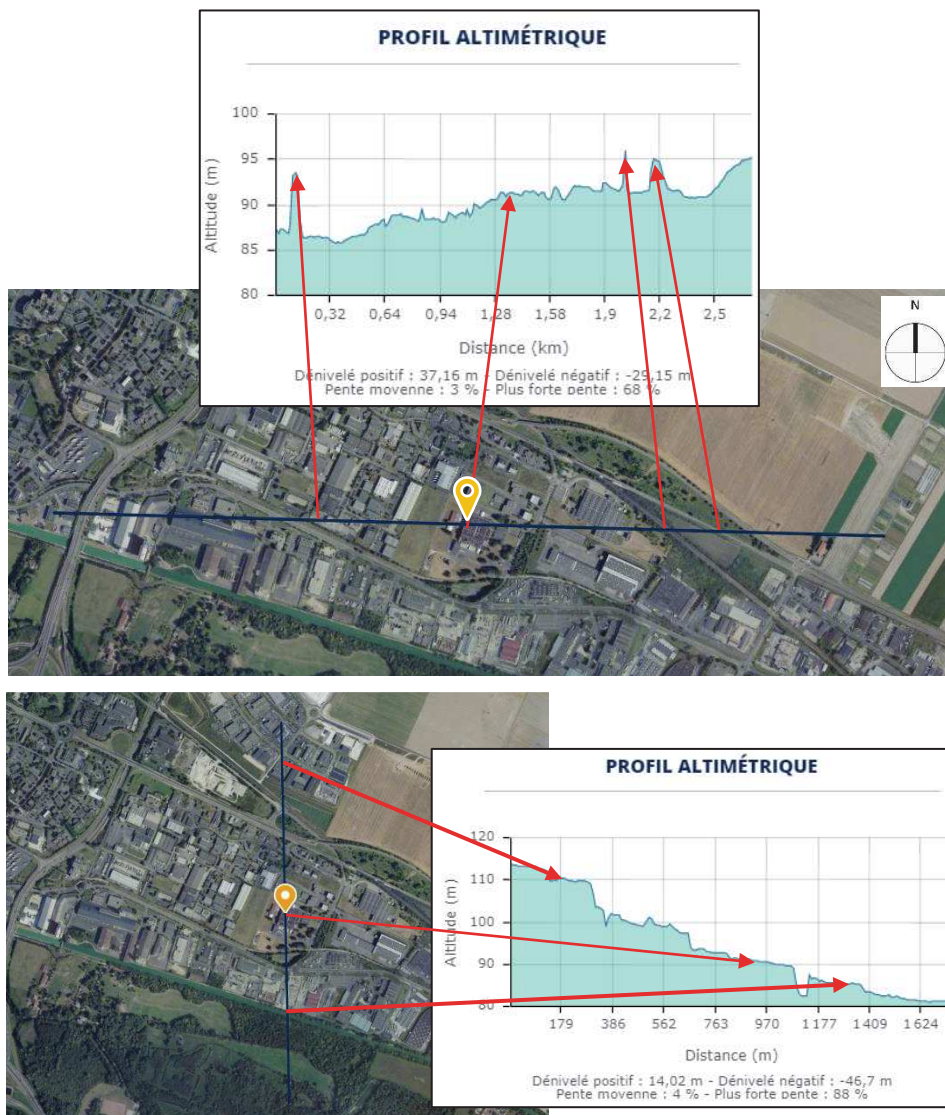 PROFIL ALTIMÉTRIQUE
100
95
90
85
80
Altitude (m)
0,32 0,64 0,94 1,28 1,58 1,9 2,2 2,5
Distance (km)
Dénivelé positif : 37,16 m - Dénivelé négatif : -29,15 m
Pente moyenne : 3 % - Plus forte pente : 68 %
N
PROFIL ALTIMÉTRIQUE
120
110
100
90
80
Altitude (m)
179 386 562 763 970 1 177 1 409 1 624
Distance (m)
Dénivelé positif : 14,02 m - Dénivelé négatif : -46,7 m
Pente moyenne : 4 % - Plus forte pente : 88 %